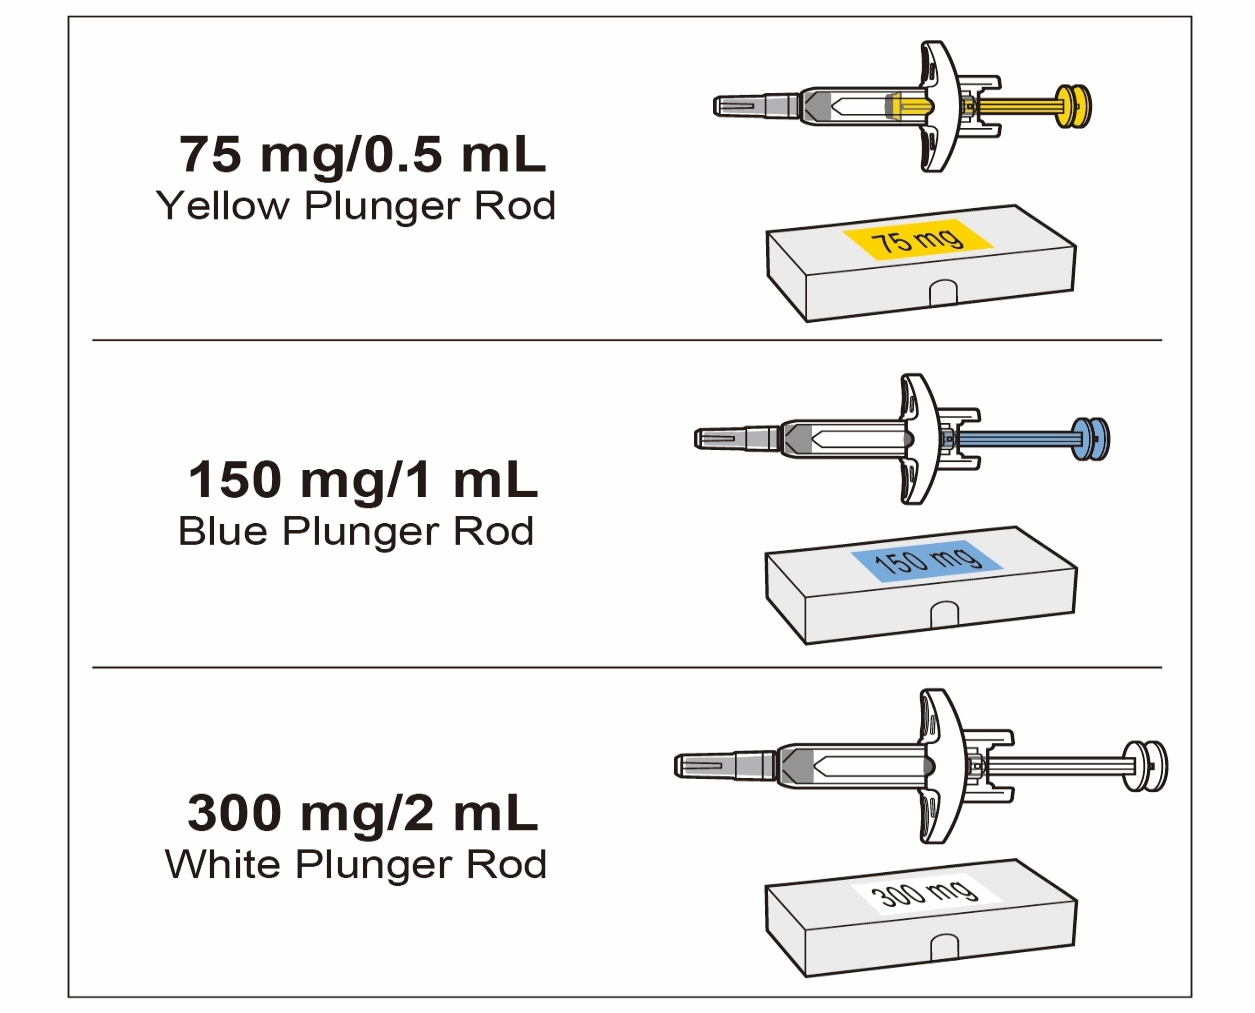 75 mg/0.5 mL
Yellow Plunger Rod
75 mg
150 mg/1 mL
Blue Plunger Rod
150 mg
300 mg/2 mL
White Plunger Rod
300 mg